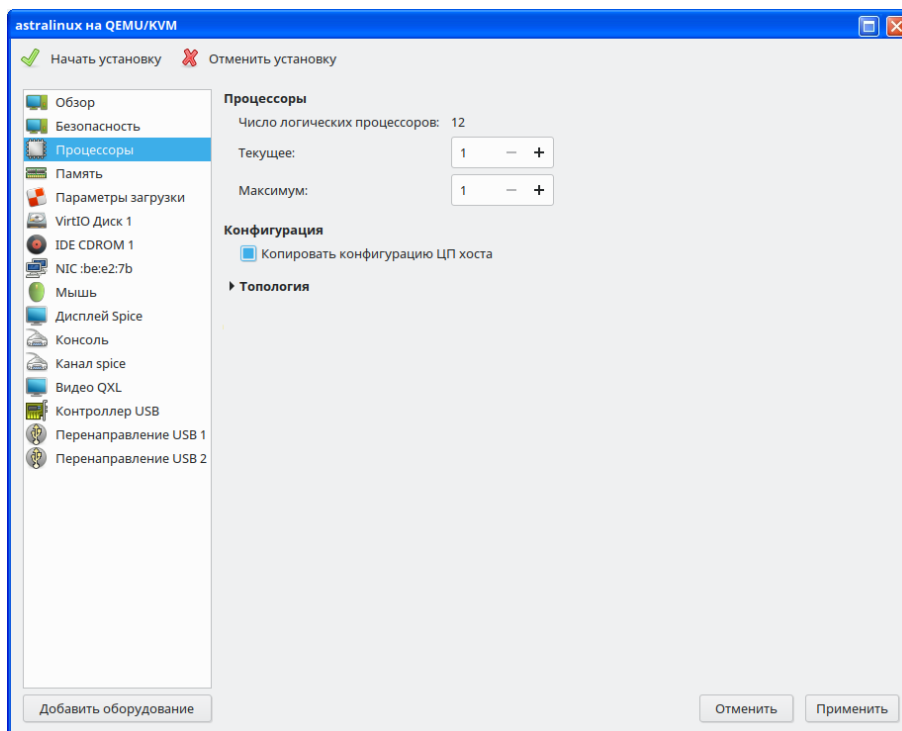 astralinux на QEMU/KVM
Начать установку Отменить установку
Обзор
Безопасность
Процессоры
Память
Параметры загрузки
VirtIO Диск 1
IDE CDROM 1
NIC :be:e2:7b
Мышь
Дисплей Spice
Консоль
Канал spice
Видео QXL
Контроллер USB
Перенаправление USB 1
Перенаправление USB 2
Добавить оборудование
Процессоры
Число логических процессоров: 12
Текущее: 1
Максимум: 1
Конфигурация
Копировать конфигурацию ЦП хоста
Топология
Отменить Применить